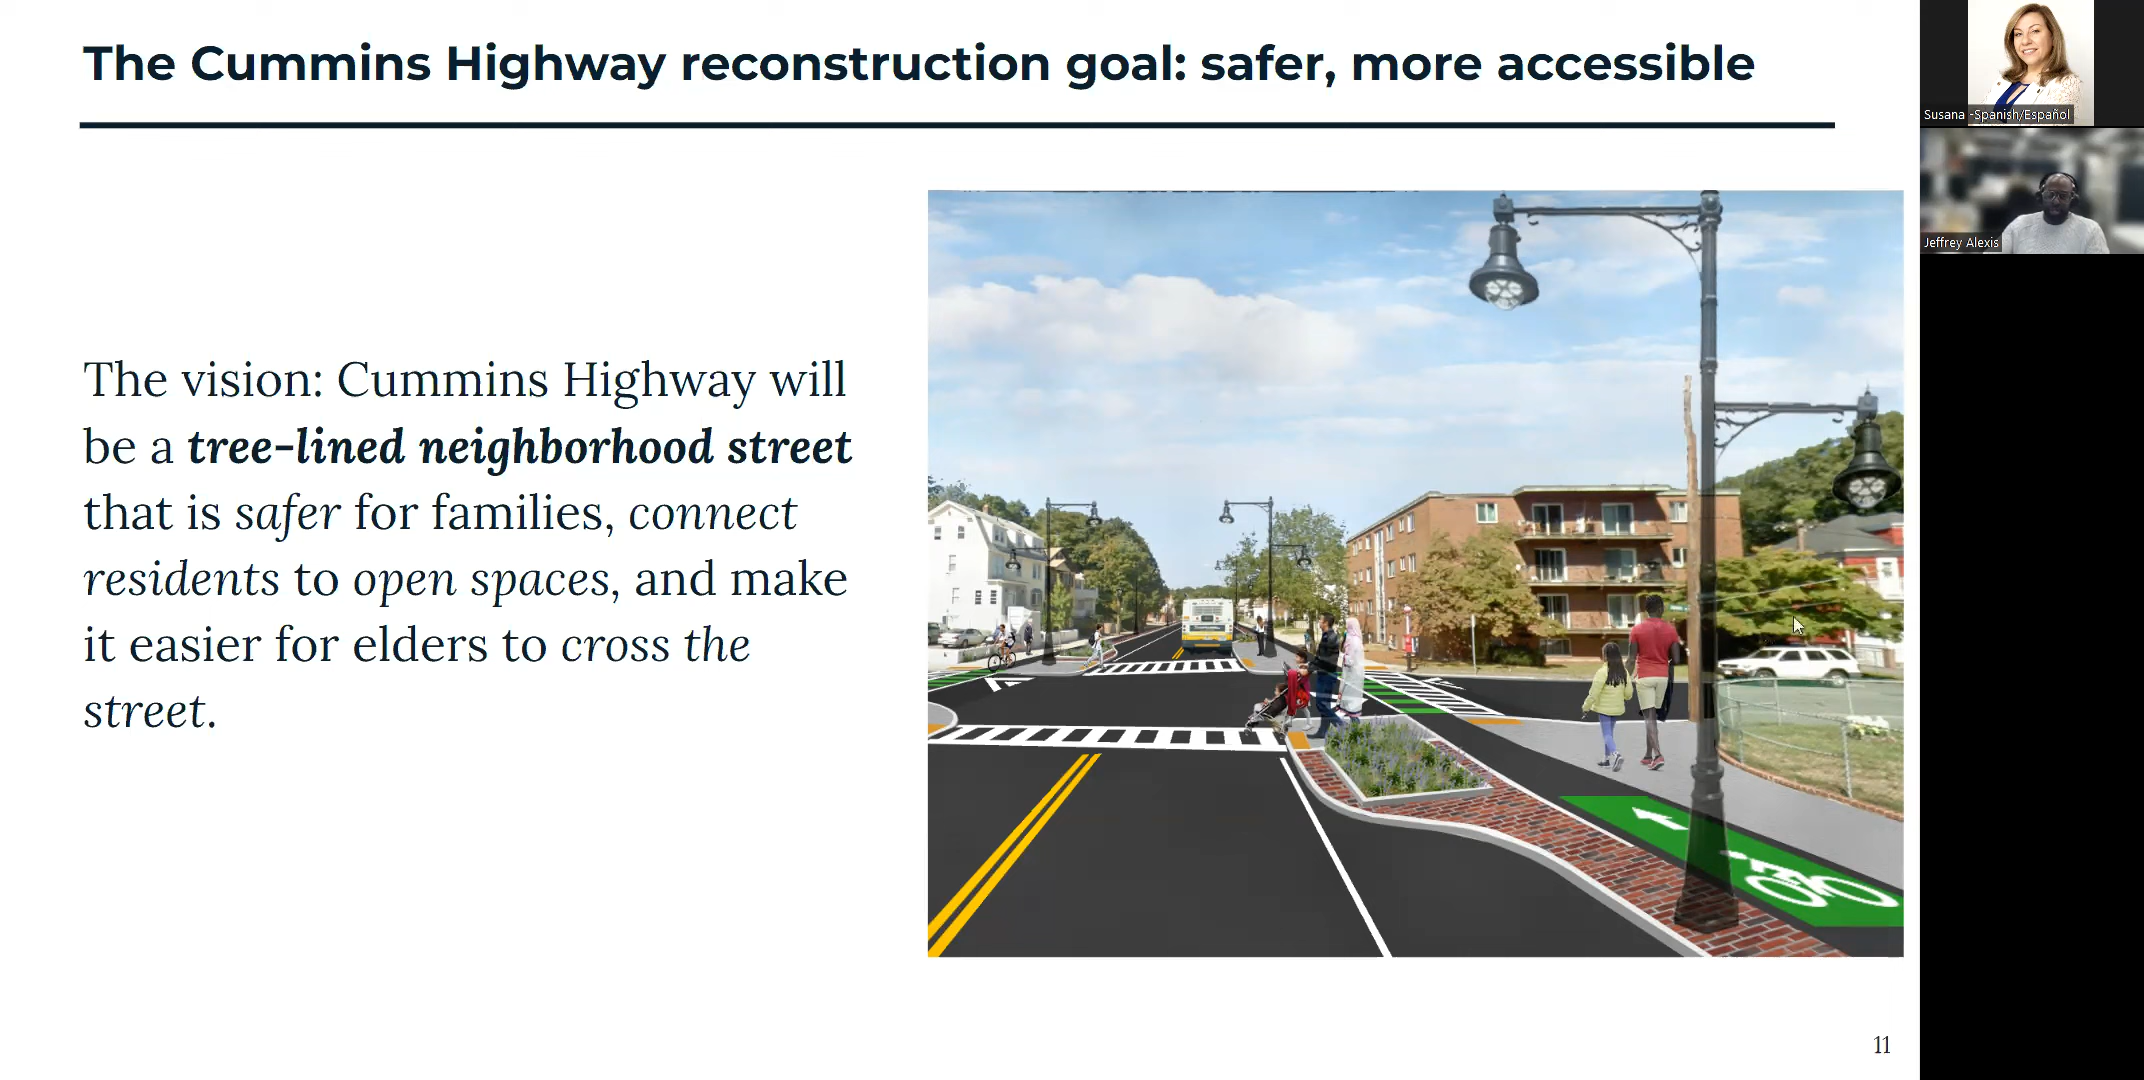 The Cummins Highway reconstruction goal: safer, more accessible
The vision: Cummins Highway will
be a tree-lined neighborhood street
that is safer for families, connect
residents to open spaces, and make
it easier for elders to cross the
street.
11
Susana -Spanish/Español
Jeffrey Alexis